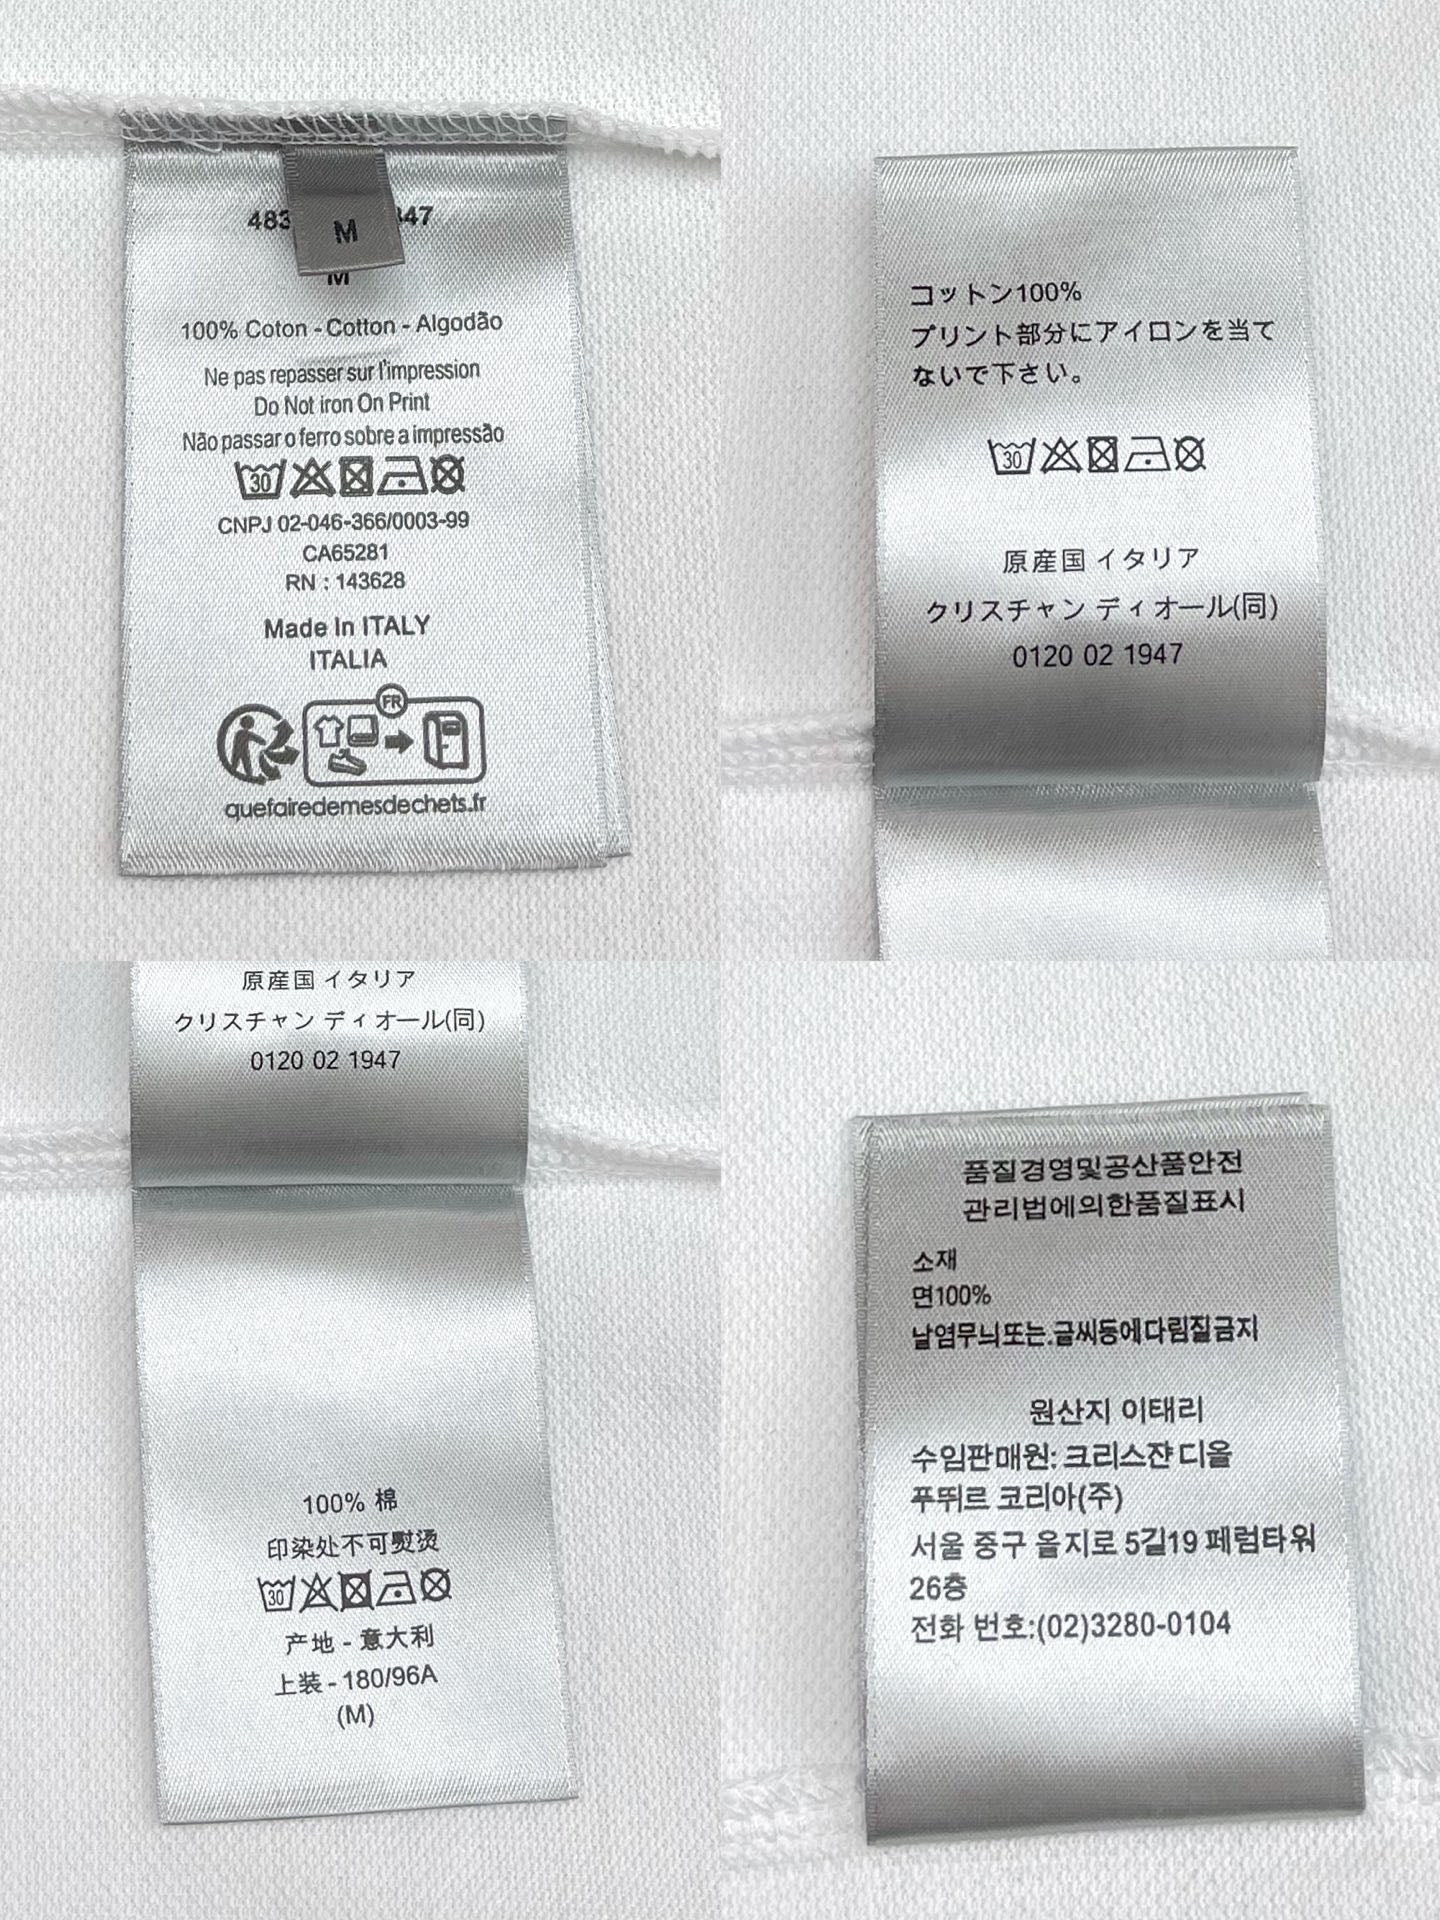 M
M
100% Coton - Cotton - Algodão
Ne pas repasser sur l'impression
Do Not iron On Print
Não passar o ferro sobre a impressão
30
CNPJ 02-046-366/0003-99
CA65281
RN : 143628
Made In ITALY
ITALIA
FR
quefairedemesdechets.fr
コットン100%
プリント部分にアイロンを当て
ないで下さい。
30
原産国 イタリア
クリスチャン ディオール(同)
0120 02 1947
原産国 イタリア
クリスチャン ディオール(同)
0120 02 1947
100% 棉
印染处不可熨烫
30
产地 - 意大利
上装 - 180/96A
(M)
품질경영및공산품안전
관리법에의한품질표시
소재
면100%
날염무늬또는.글씨등에다림질금지
원산지 이태리
수입판매원: 크리스쟌 디올
푸뛰르 코리아(주)
서울 중구 을지로 5길19 페럼타워
26층
전화 번호:(02)3280-0104